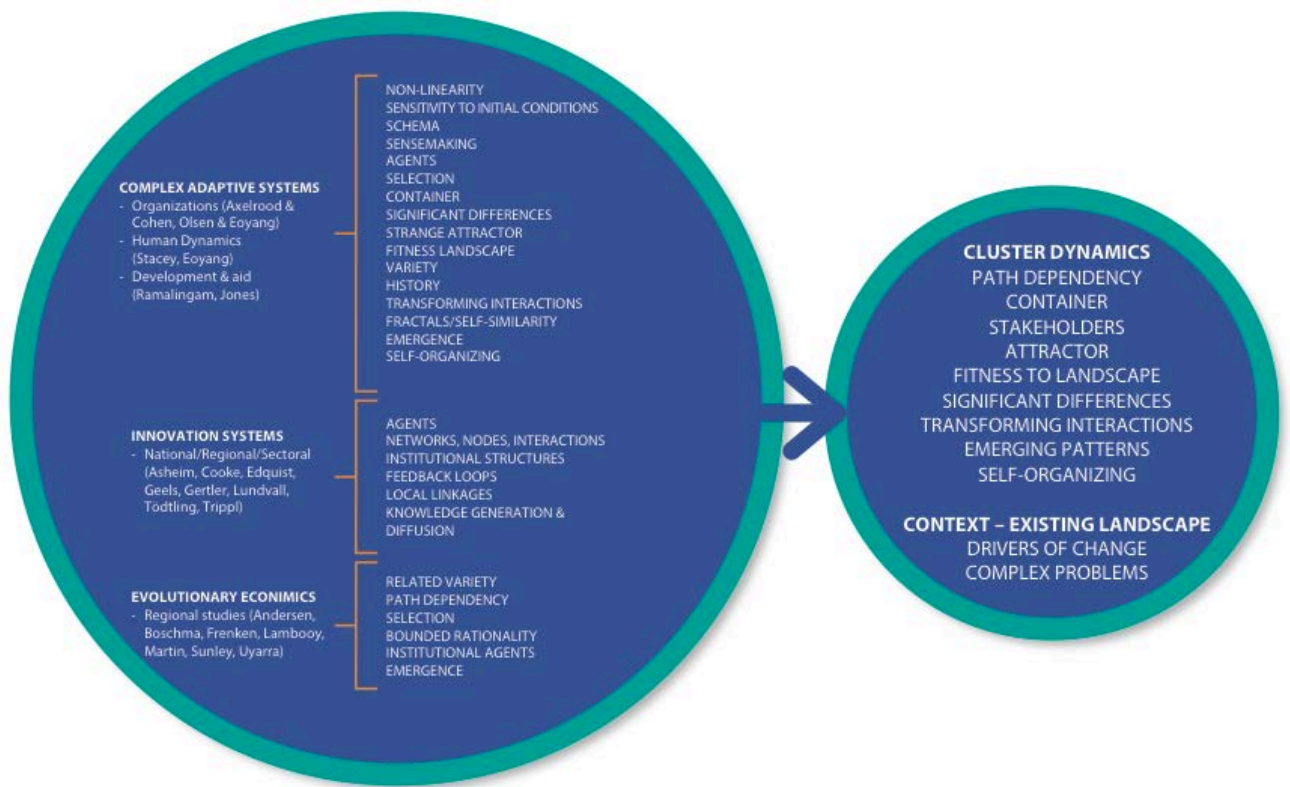 COMPLEX ADAPTIVE SYSTEMS
- Organizations (Axelrood &
Cohen, Olsen & Eoyang)
- Human Dynamics
(Stacey, Eoyang)
- Development & aid
(Ramalingam, Jones)
NON-LINEARITY
SENSITIVITY TO INITIAL CONDITIONS
SCHEMA
SENSEMAKING
AGENTS
SELECTION
CONTAINER
SIGNIFICANT DIFFERENCES
STRANGE ATTRACTOR
FITNESS LANDSCAPE
VARIETY
HISTORY
TRANSFORMING INTERACTIONS
FRACTALS/SELF-SIMILARITY
EMERGENCE
SELF-ORGANIZING
INNOVATION SYSTEMS
- National/Regional/Sectoral
(Asheim, Cooke, Edquist,
Geels, Gertler, Lundvall,
Tödtling, Trippl)
AGENTS
NETWORKS, NODES, INTERACTIONS
INSTITUTIONAL STRUCTURES
FEEDBACK LOOPS
LOCAL LINKAGES
KNOWLEDGE GENERATION &
DIFFUSION
EVOLUTIONARY ECONIMICS
- Regional studies (Andersen,
Boschma, Frenken, Lambooy,
Martin, Sunley, Uyarra)
RELATED VARIETY
PATH DEPENDENCY
SELECTION
BOUNDED RATIONALITY
INSTITUTIONAL AGENTS
EMERGENCE
CLUSTER DYNAMICS
PATH DEPENDENCY
CONTAINER
STAKEHOLDERS
ATTRACTOR
FITNESS TO LANDSCAPE
SIGNIFICANT DIFFERENCES
TRANSFORMING INTERACTIONS
EMERGING PATTERNS
SELF-ORGANIZING
CONTEXT – EXISTING LANDSCAPE
DRIVERS OF CHANGE
COMPLEX PROBLEMS